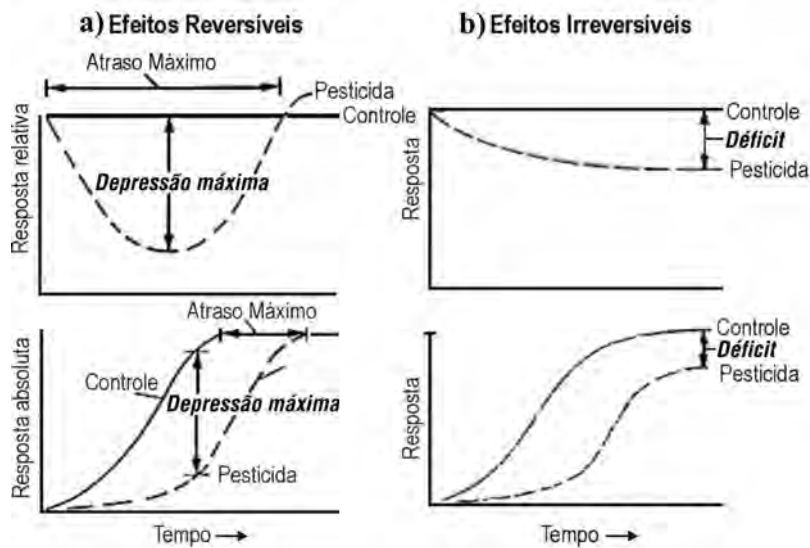 a) Efeitos Reversíveis
Atraso Máximo
Pesticida
Controle
Depressão máxima
Resposta relativa
Atraso Máximo
Controle
Depressão máxima
Pesticida
Resposta absoluta
Tempo
b) Efeitos Irreversíveis
Controle
Déficit
Pesticida
Resposta
Controle
Déficit
Pesticida
Resposta
Tempo